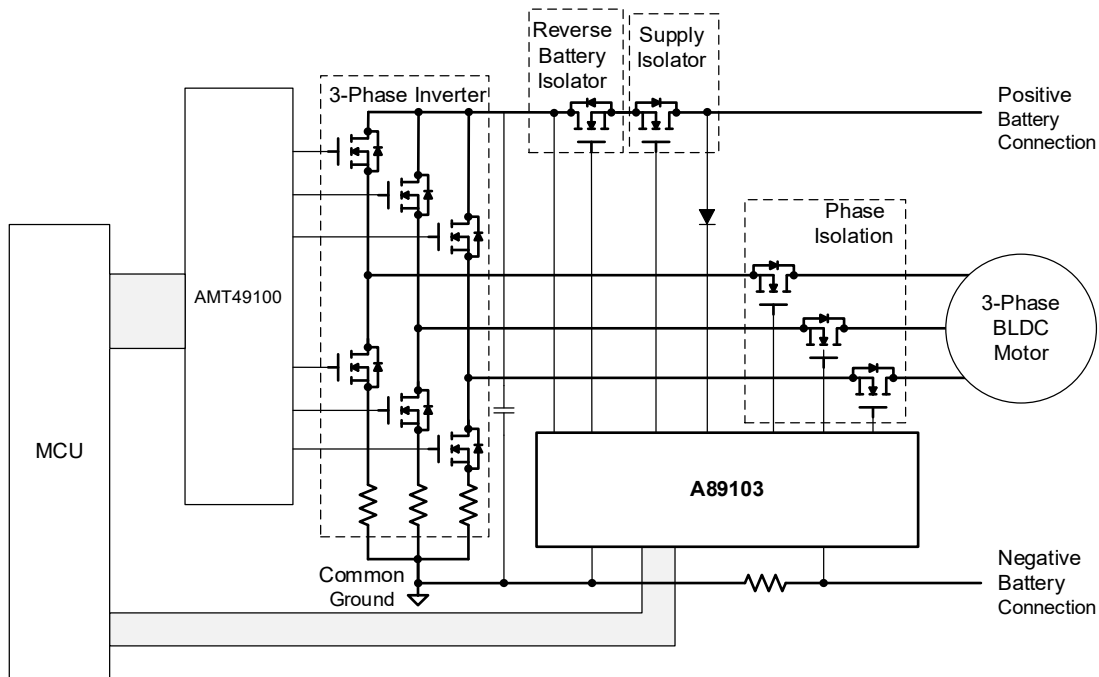 Reverse
Battery
Isolator
Supply
Isolator
3-Phase Inverter
Positive
Battery
Connection
Phase
Isolation
AMT49100
3-Phase
BLDC
Motor
MCU
A89103
Common
Ground
Negative
Battery
Connection